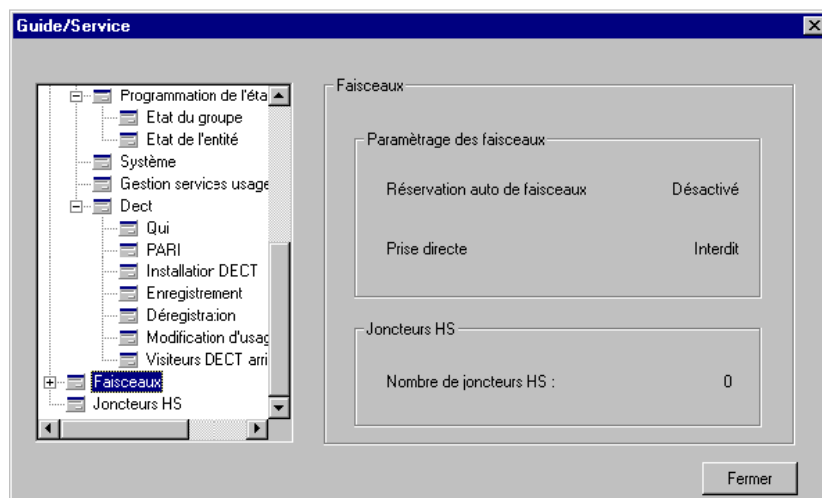 Guide/Service
Programmation de l'éta
Etat du groupe
Etat de l'entité
Système
Gestion services usage
Dect
Qui
PARI
Installation DECT
Enregistrement
Déregistration
Modification d'usag
Visiteurs DECT arri
Faisceaux
Joncteurs HS
Faisceaux
Paramètrage des faisceaux
Réservation auto de faisceaux Désactivé
Prise directe Interdit
Joncteurs HS
Nombre de joncteurs HS : 0
Fermer